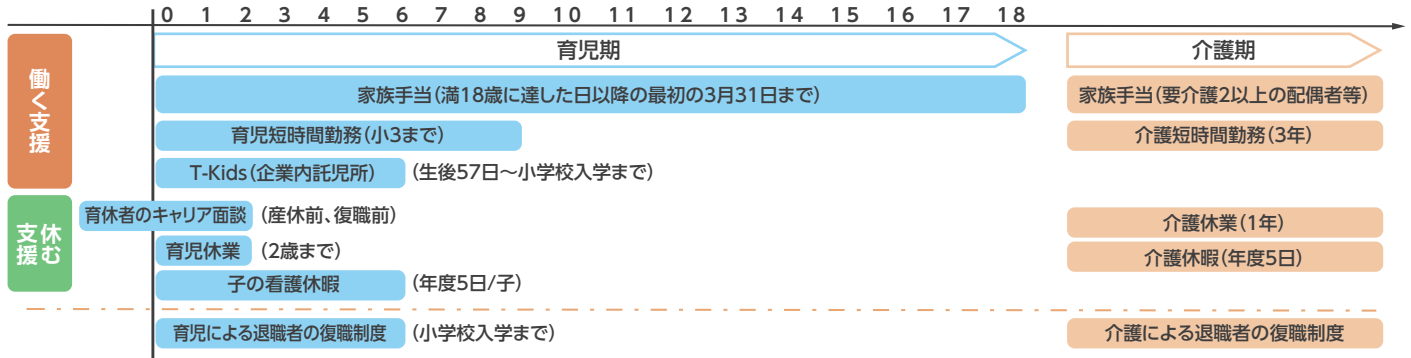 0 1 2 3 4 5 6 7 8 9 10 11 12 13 14 15 16 17 18
育児期
介護期
働く支援
家族手当(満18歳に達した日以降の最初の3月31日まで)
家族手当(要介護2以上の配偶者等)
育児短時間勤務(小3まで)
介護短時間勤務(3年)
T-Kids(企業内託児所)
(生後57日～小学校入学まで)
休む支援
育休者のキャリア面談
(産休前、復職前)
介護休業(1年)
育児休業
(2歳まで)
介護休暇(年度5日)
子の看護休暇
(年度5日/子)
育児による退職者の復職制度
(小学校入学まで)
介護による退職者の復職制度